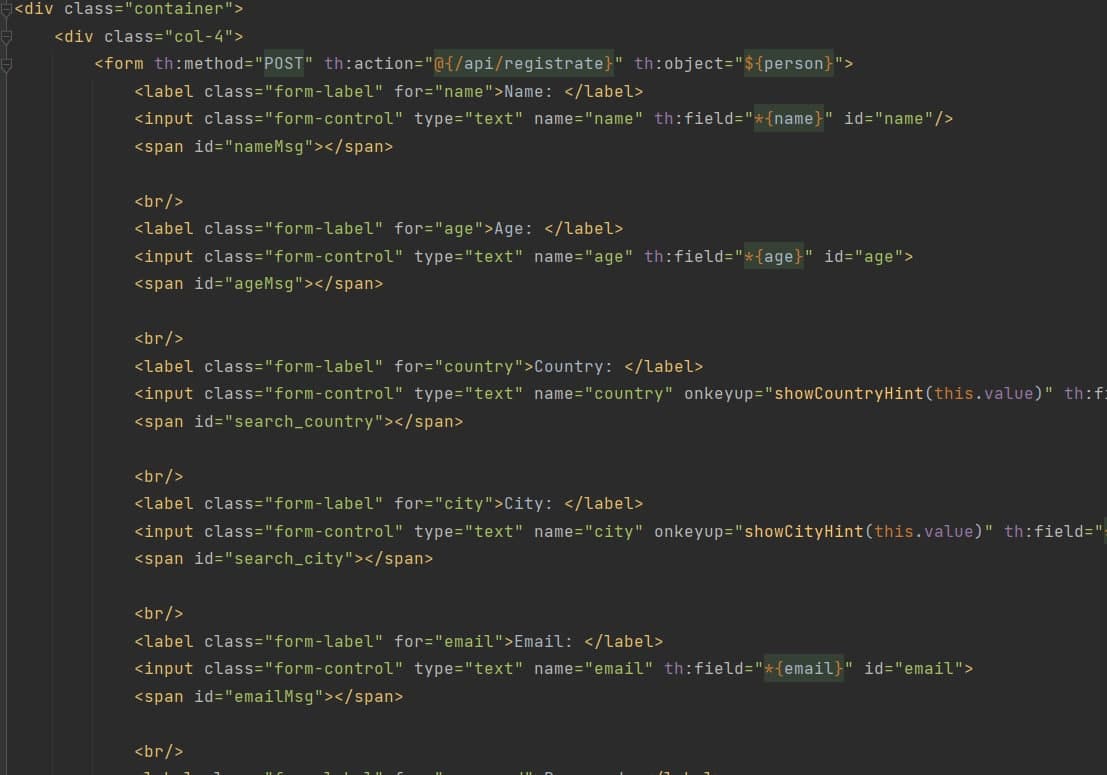 <div class="container">
<div class="col-4">
<form th:method="POST" th:action="@{/api/registrate}" th:object="${person}">
<label class="form-label" for="name">Name: </label>
<input class="form-control" type="text" name="name" th:field="*{name}" id="name"/>
<span id="nameMsg"></span>
<br/>
<label class="form-label" for="age">Age: </label>
<input class="form-control" type="text" name="age" th:field="*{age}" id="age">
<span id="ageMsg"></span>
<br/>
<label class="form-label" for="country">Country: </label>
<input class="form-control" type="text" name="country" onkeyup="showCountryHint(this.value)" th:fi
<span id="search_country"></span>
<br/>
<label class="form-label" for="city">City: </label>
<input class="form-control" type="text" name="city" onkeyup="showCityHint(this.value)" th:field="
<span id="search_city"></span>
<br/>
<label class="form-label" for="email">Email: </label>
<input class="form-control" type="text" name="email" th:field="*{email}" id="email">
<span id="emailMsg"></span>
<br/>